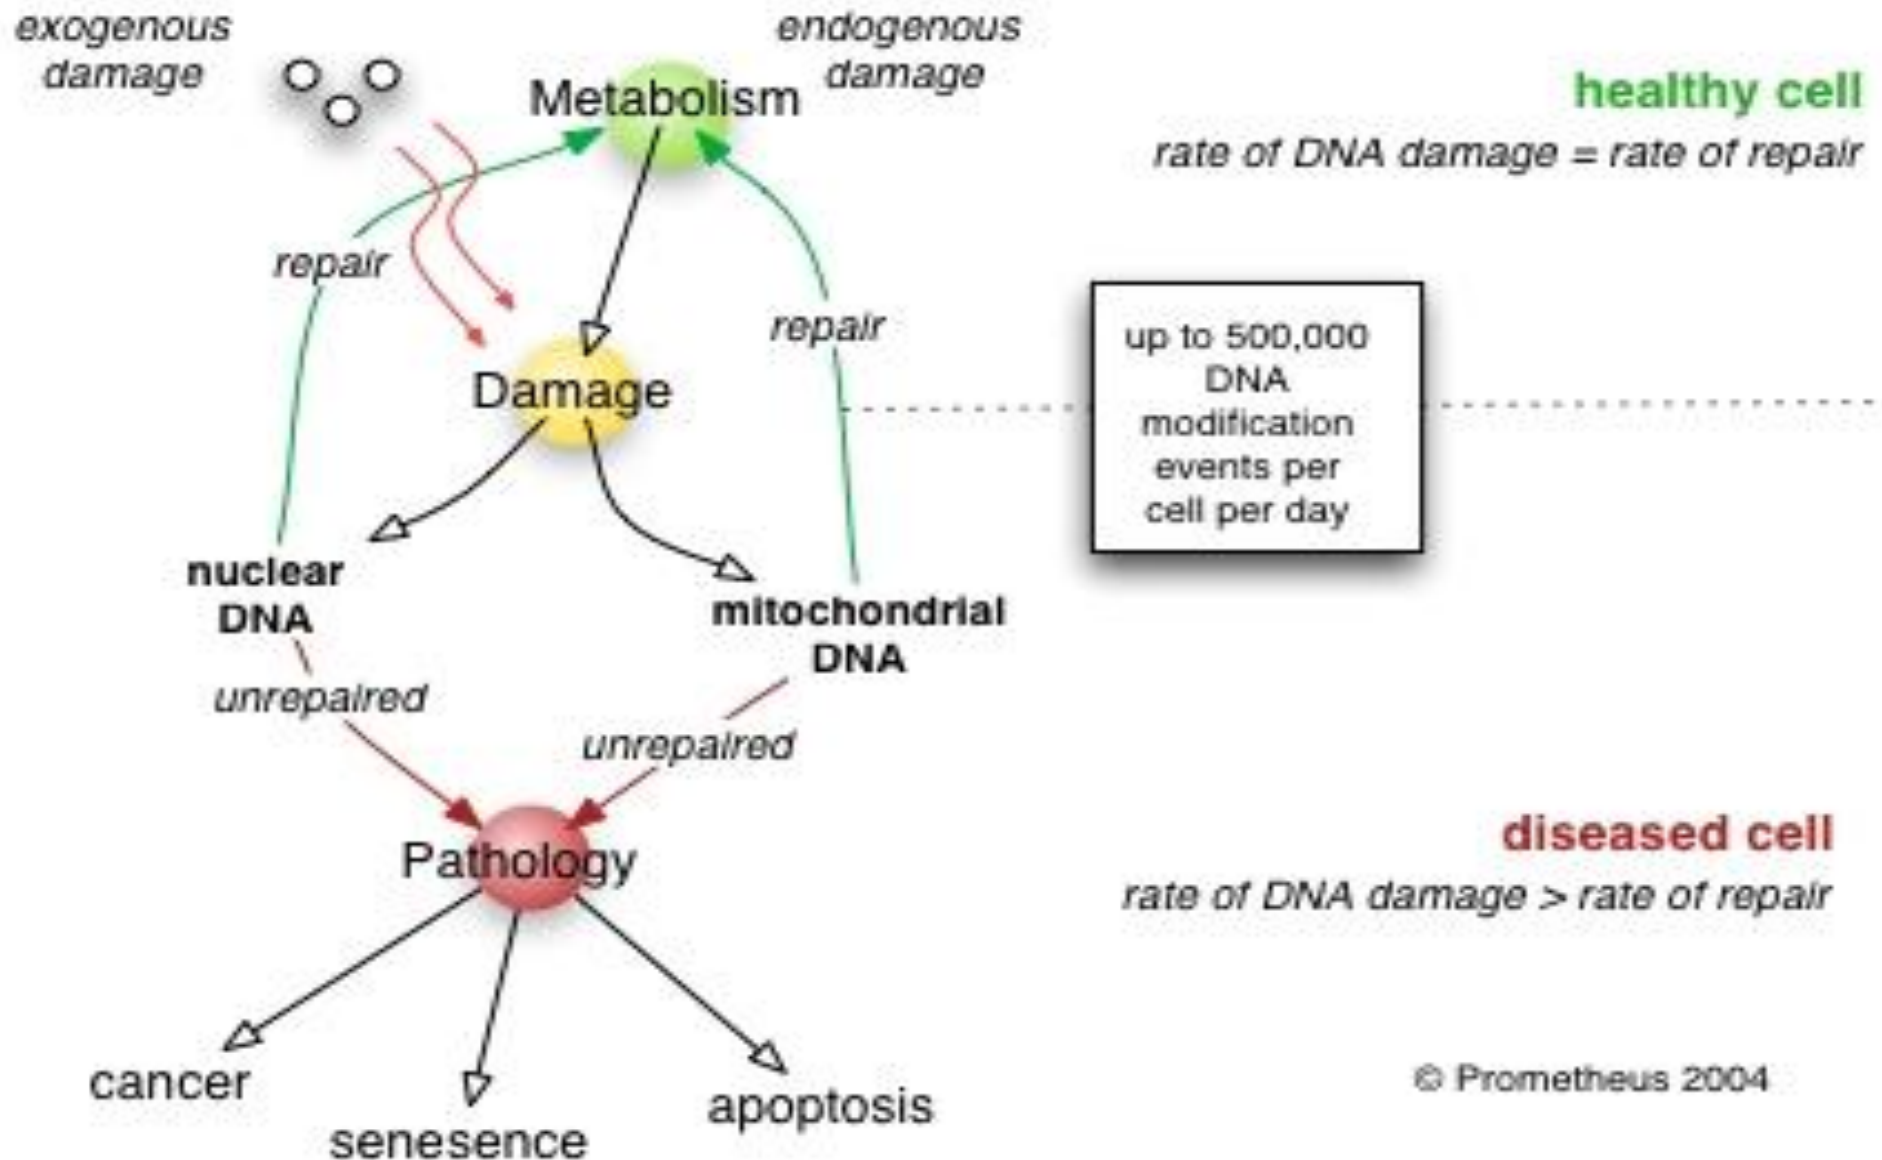 exogenous
damage
endogenous
damage
Metabolism
healthy cell
rate of DNA damage = rate of repair
repair
repair
up to 500,000
DNA
modification
events per
cell per day
Damage
nuclear
DNA
mitochondrial
DNA
unrepaired
unrepaired
Pathology
diseased cell
rate of DNA damage > rate of repair
cancer
senesence
apoptosis
© Prometheus 2004